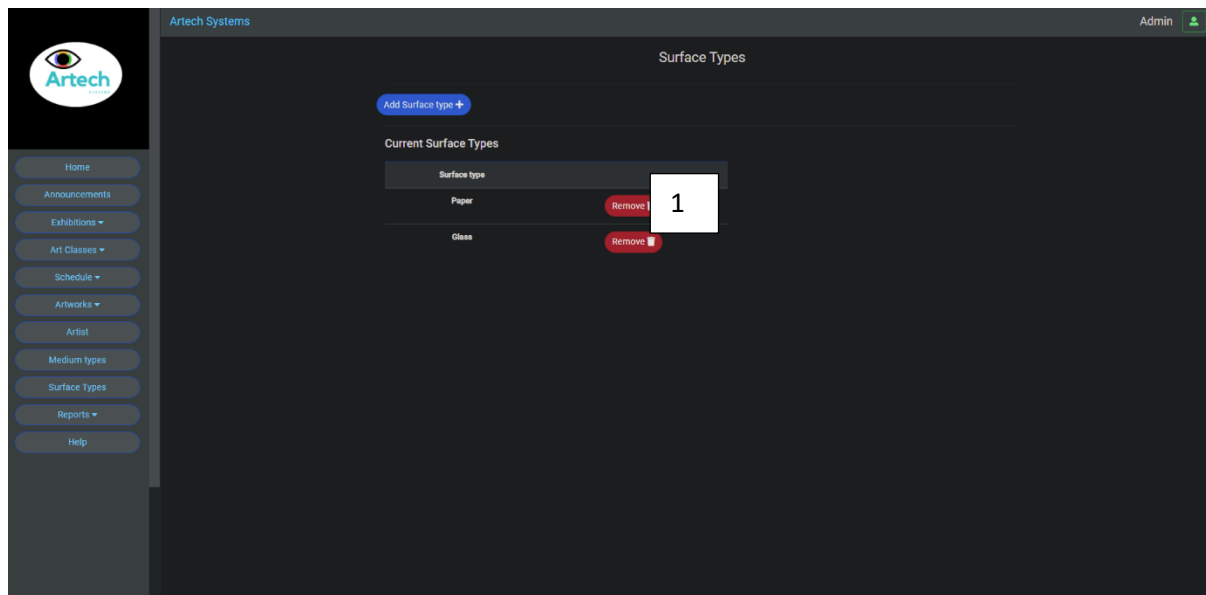 Artech Systems
Admin
Artech
SYSTEMS
Surface Types
Add Surface type +
Current Surface Types
Surface type
Paper
Remove
1
Glass
Remove
Home
Announcements
Exhibitions
Art Classes
Schedule
Artworks
Artist
Medium types
Surface Types
Reports
Help